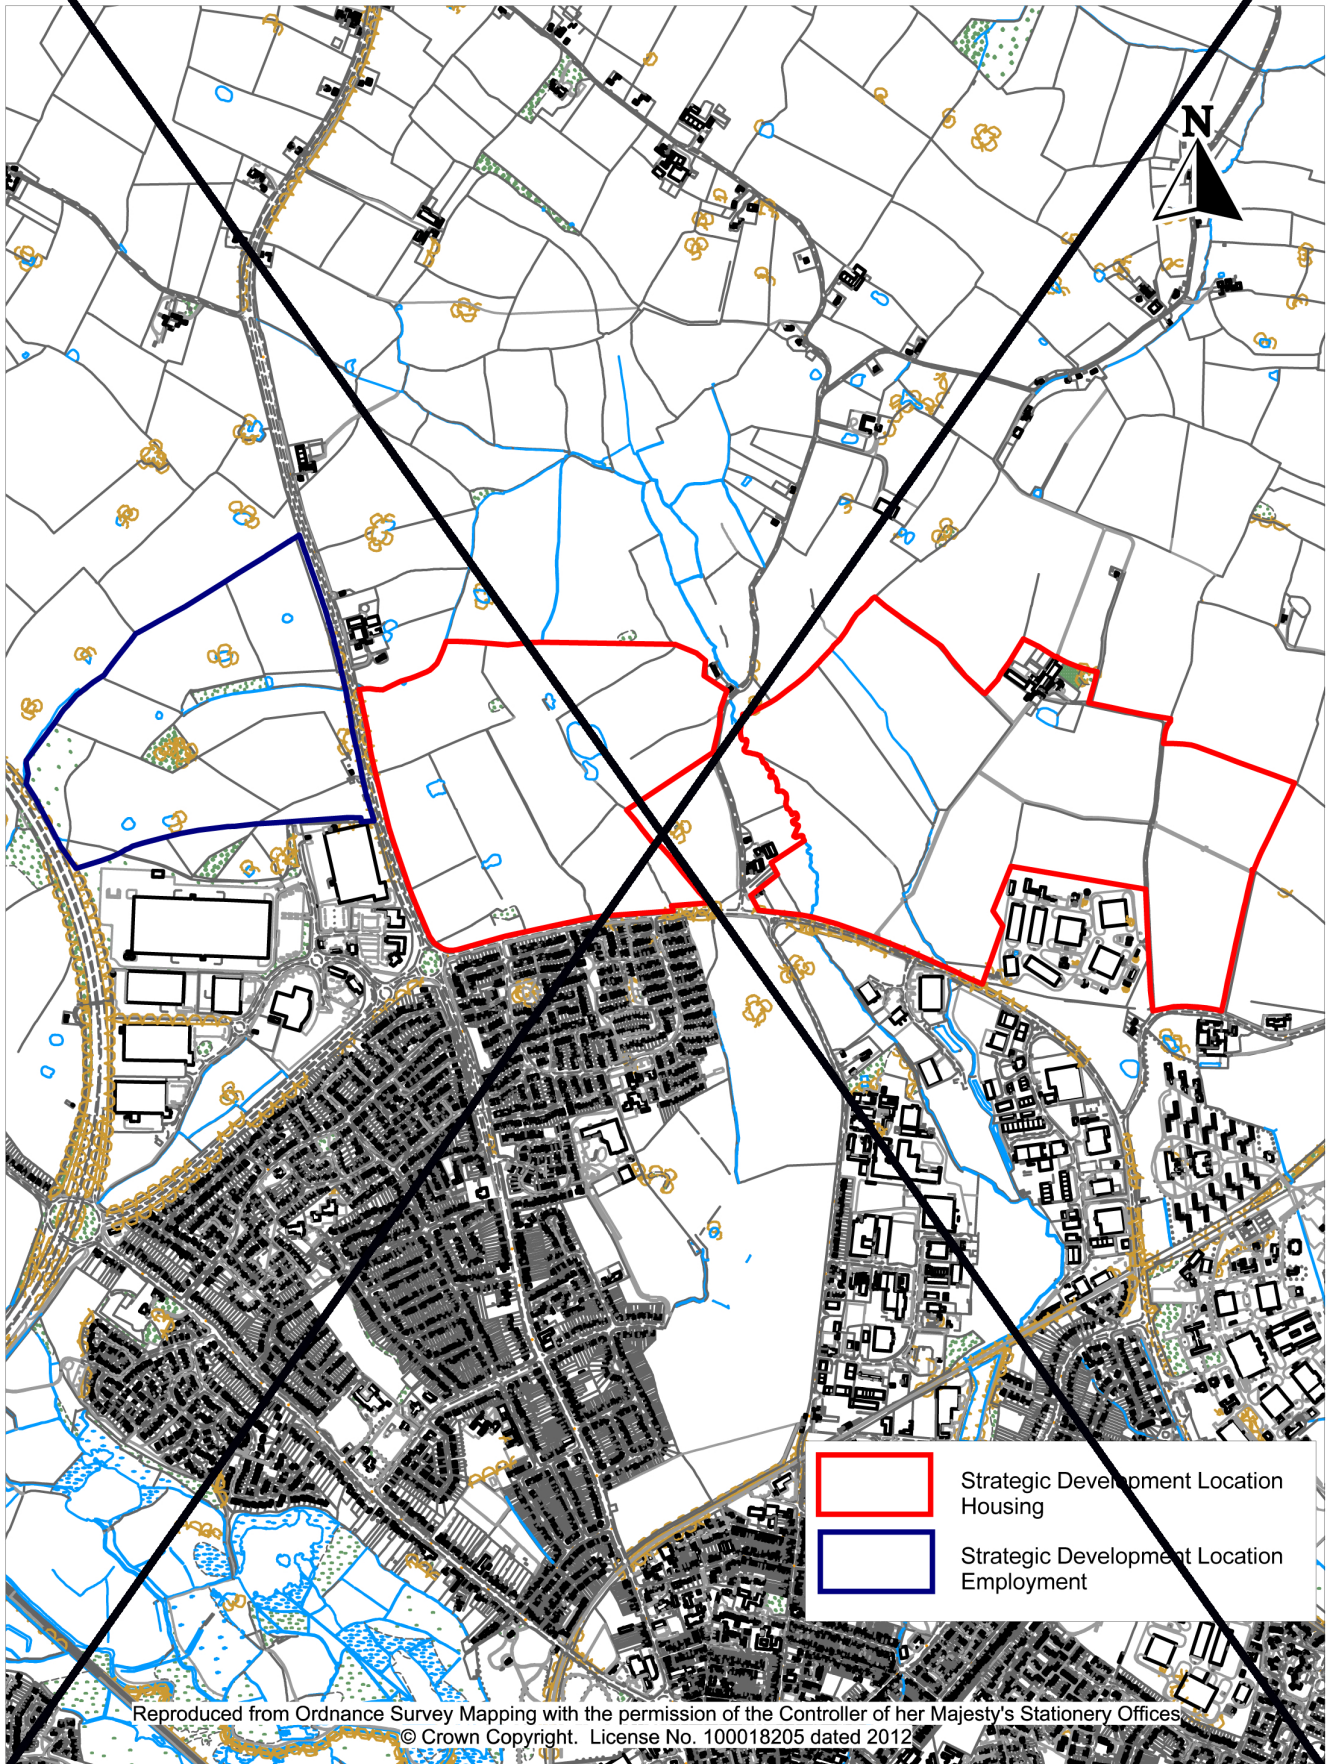 N
Strategic Development Location
Housing
Strategic Development Location
Employment
Reproduced from Ordnance Survey Mapping with the permission of the Controller of her Majesty's Stationery Offices
© Crown Copyright. License No. 100018205 dated 2012